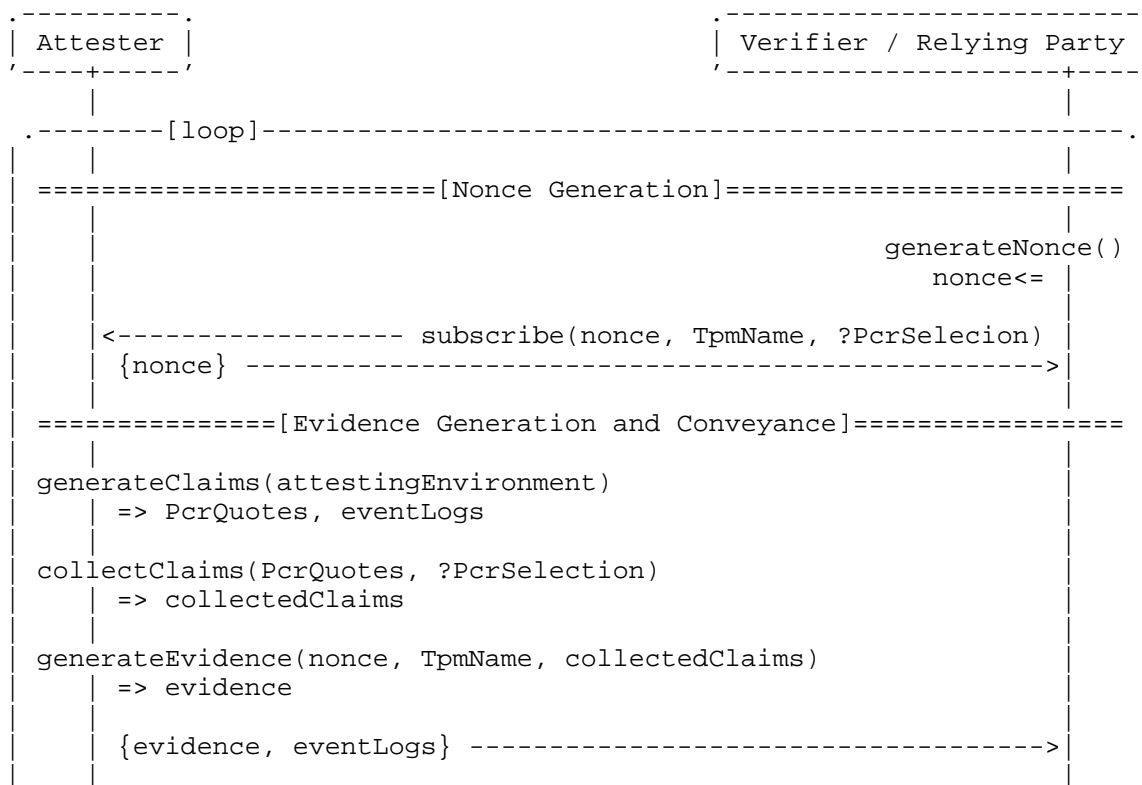 Attester Verifier / Relying Party
[loop]
[Nonce Generation]
generateNonce()
nonce<=
subscribe(nonce, TpmName, ?PcrSelecion)
{nonce}
[Evidence Generation and Conveyance]
generateClaims(attestingEnvironment)
=> PcrQuotes, eventLogs
collectClaims(PcrQuotes, ?PcrSelection)
=> collectedClaims
generateEvidence(nonce, TpmName, collectedClaims)
=> evidence
{evidence, eventLogs}